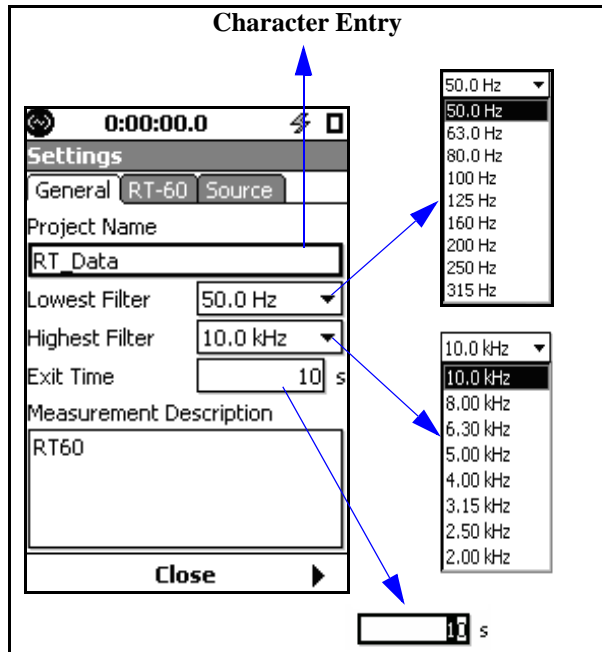 Character Entry
0:00:00.0
Settings
General RT-60 Source
Project Name
RT_Data
Lowest Filter 50.0 Hz
Highest Filter 10.0 kHz
Exit Time 10 s
Measurement Description
RT60
Close
50.0 Hz
50.0 Hz
63.0 Hz
80.0 Hz
100 Hz
125 Hz
160 Hz
200 Hz
250 Hz
315 Hz
10.0 kHz
10.0 kHz
8.00 kHz
6.30 kHz
5.00 kHz
4.00 kHz
3.15 kHz
2.50 kHz
2.00 kHz
10 s